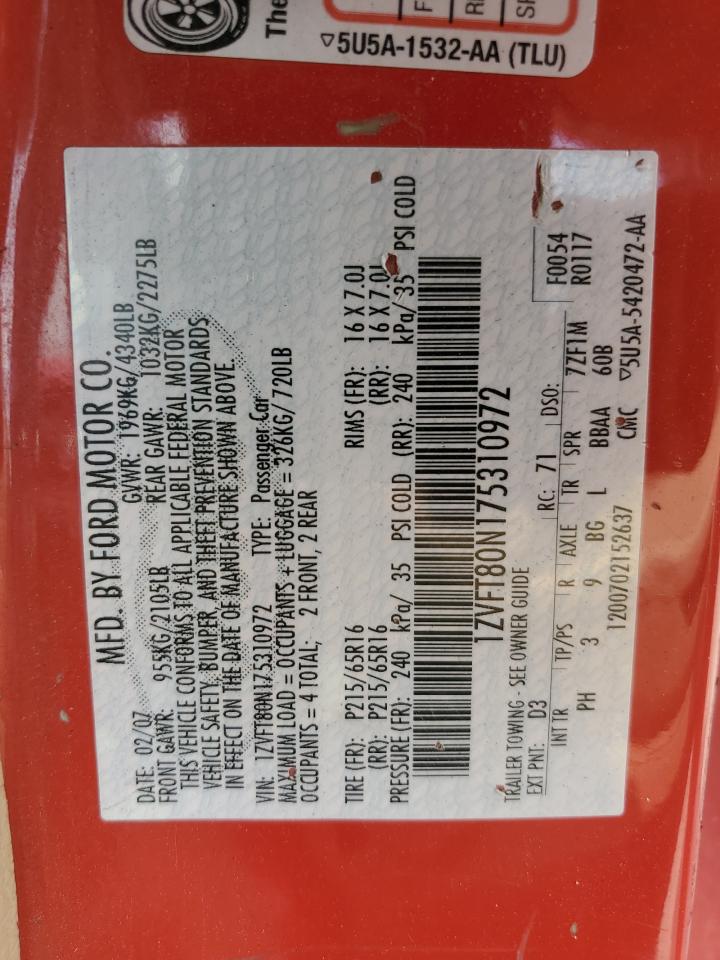 The
F
RE
SP
▽5U5A-1532-AA (TLU)
MFD. BY FORD MOTOR CO.
DATE: 02/07 GVWR: 1969KG/4340LB
FRONT GAWR: 955KG/2105LB REAR GAWR: 1032KG/2275LB
THIS VEHICLE CONFORMS TO ALL APPLICABLE FEDERAL MOTOR
VEHICLE SAFETY, BUMPER, AND THEFT PREVENTION STANDARDS
IN EFFECT ON THE DATE OF MANUFACTURE SHOWN ABOVE.
VIN: 1ZVFT80N175310972 TYPE: Passenger Car
MAXIMUM LOAD = OCCUPANTS + LUGGAGE = 326KG/720LB
OCCUPANTS = 4 TOTAL; 2 FRONT, 2 REAR
TIRE (FR): P215/65R16 RIMS (FR): 16 X 7.0J
(RR): P215/65R16 (RR): 16 X 7.0J
PRESSURE (FR): 240 kPa/ 35 PSI COLD (RR): 240 kPa/ 35 PSI COLD
1ZVFT80N175310972
TRAILER TOWING - SEE OWNER GUIDE
EXT PNT: D3 RC: 71 DSO: F0054
R0117
INT TR TP/PS R AXLE TR SPR 7ZF1M
PH 3 9 BG L BBAA 60B
1200702152637 CMC ▽5U5A-5420472-AA